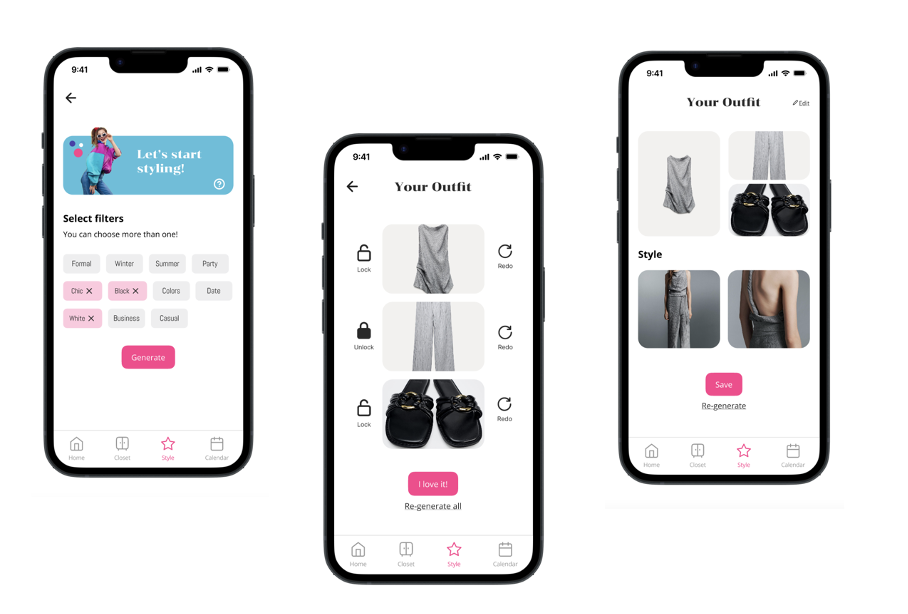 9:41
Let's start
styling!
Select filters
You can choose more than one!
Formal Winter Summer Party
Chic Black Colors Date
White Business Casual
Generate
Home Closet Style Calendar
9:41
Your Outfit
Lock Redo
Unlock Redo
Lock Redo
I love it!
Re-generate all
Home Closet Style Calendar
9:41
Your Outfit Edit
Style
Save
Re-generate
Home Closet Style Calendar